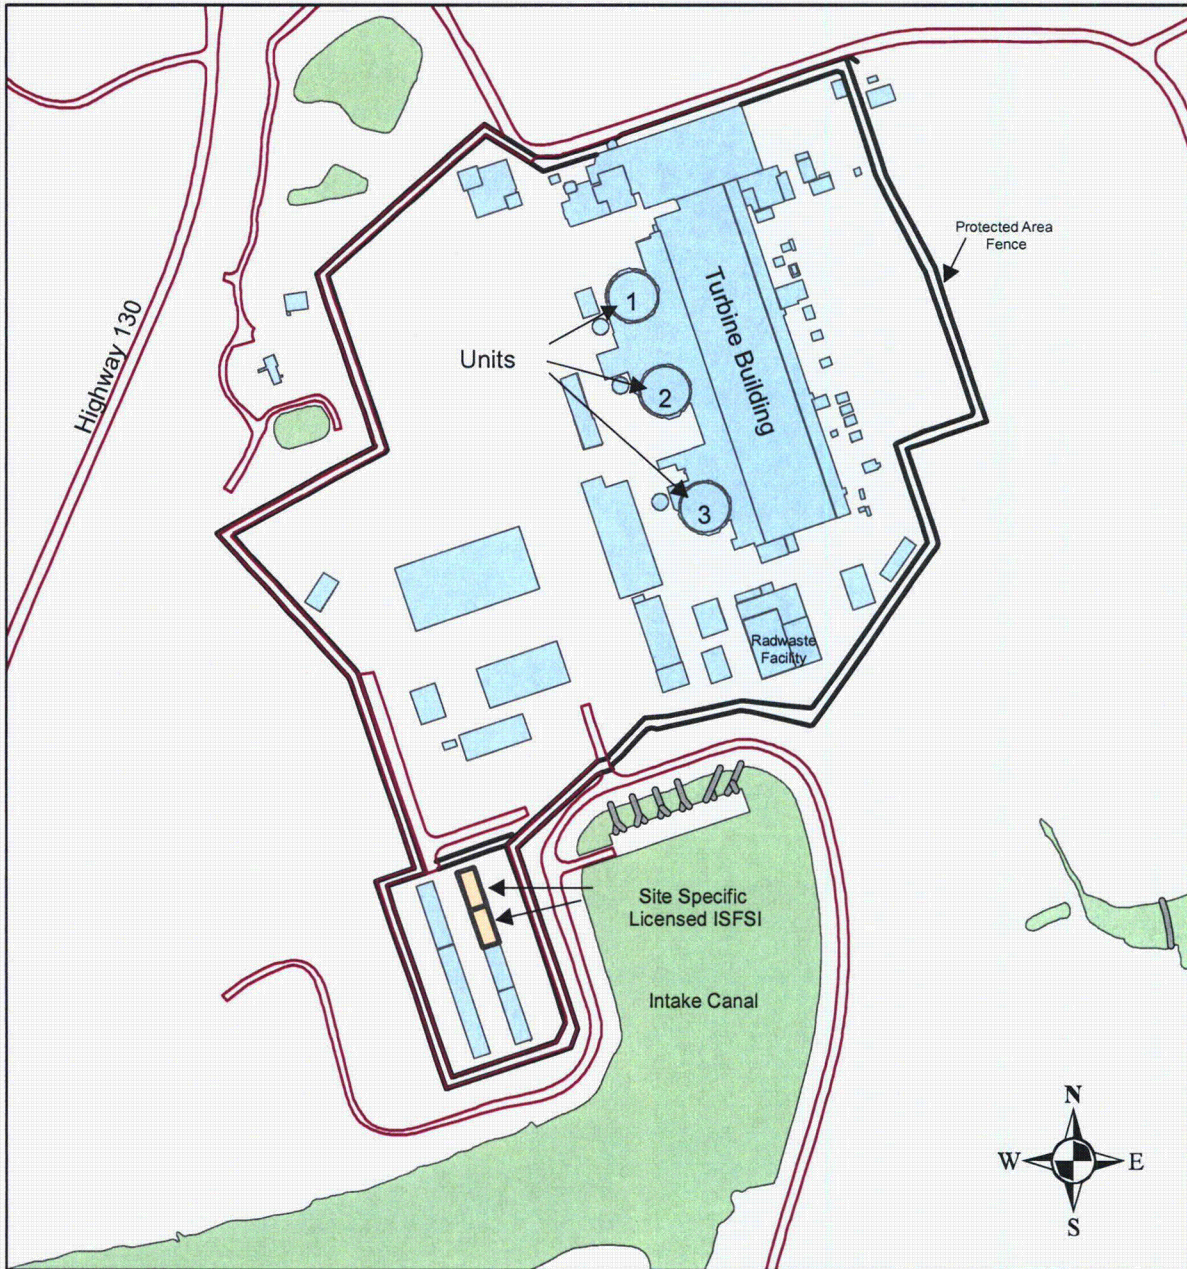 Protected Area
Fence
Highway 130
1
Turbine Building
Units
2
3
Radwaste
Facility
Site Specific
Licensed ISFSI
Intake Canal
N
W
E
S